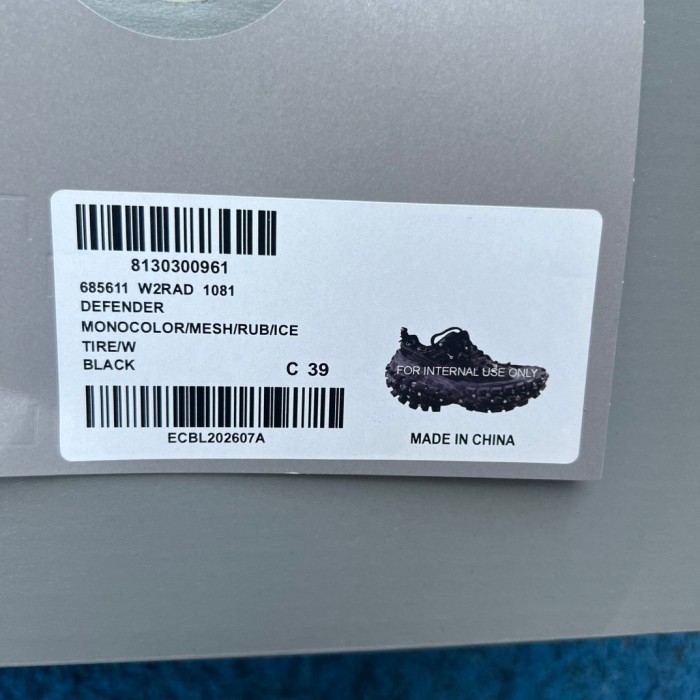 8130300961
685611 W2RAD 1081
DEFENDER
MONOCOLOR/MESH/RUB/ICE
TIRE/W
BLACK C 39
ECBL202607A
FOR INTERNAL USE ONLY
MADE IN CHINA